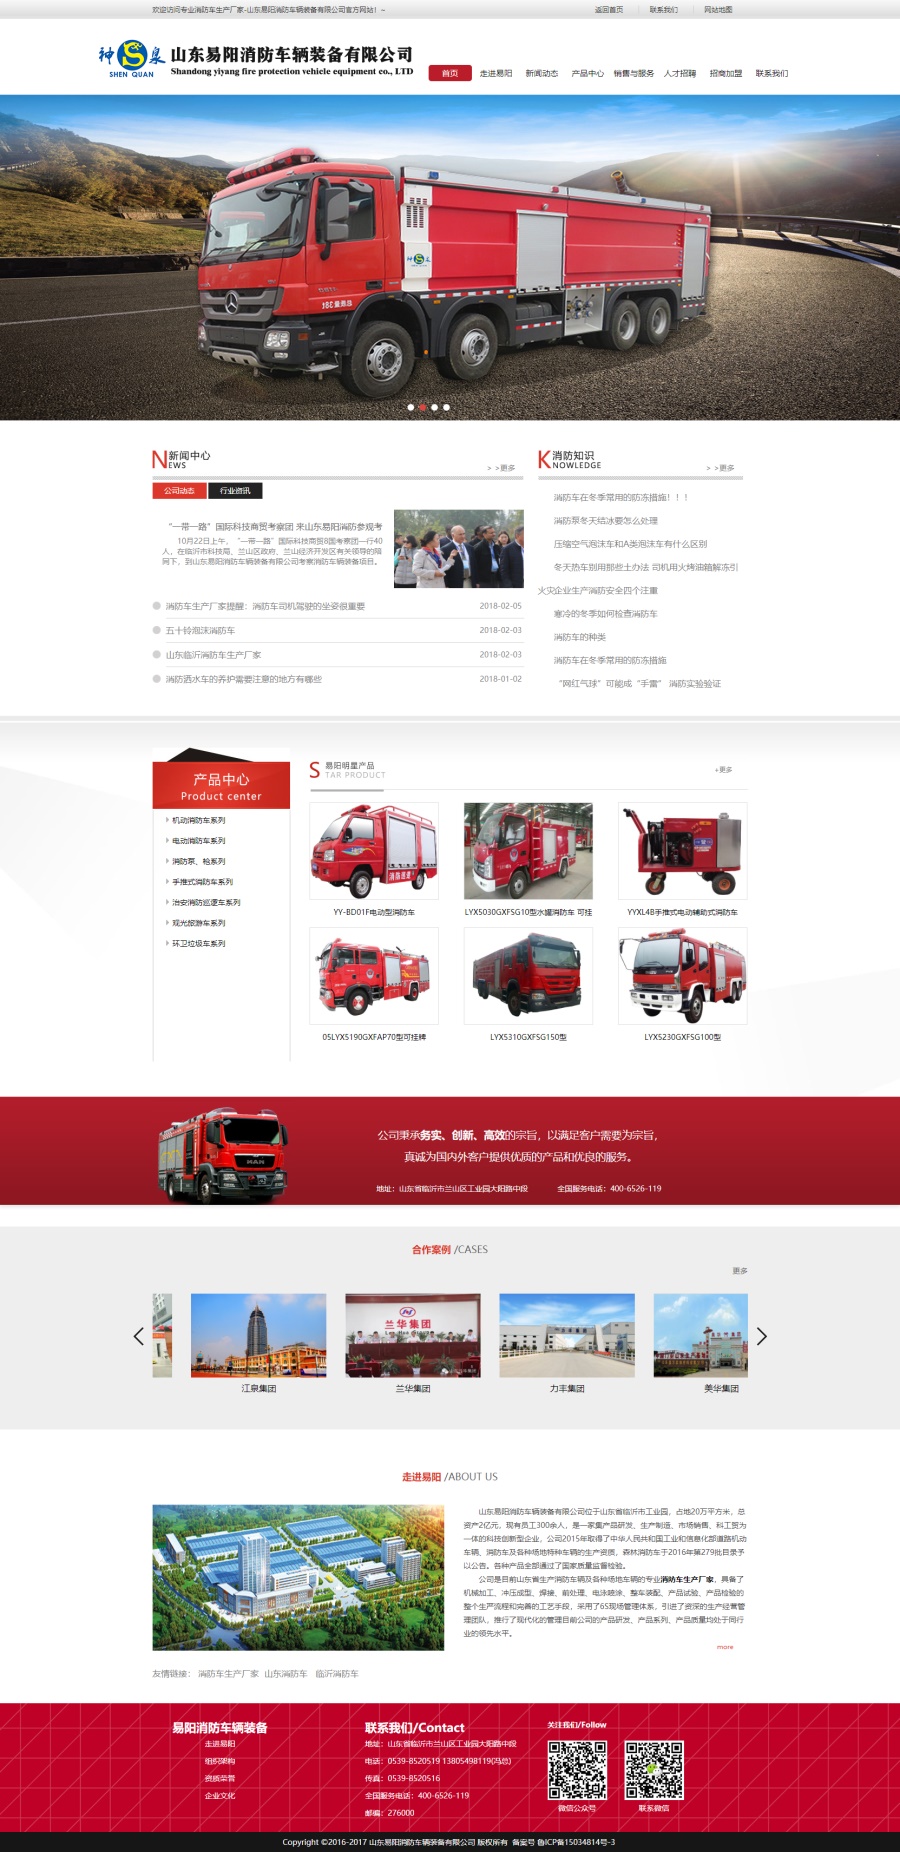 欢迎访问专业消防车生产厂家-山东易阳消防车辆装备有限公司官方网站！~
返回首页 联系我们 网站地图
神S泉 SHEN QUAN
山东易阳消防车辆装备有限公司
Shandong yiyang fire protection vehicle equipment co., LTD
首页 走进易阳 新闻动态 产品中心 销售与服务 人才招聘 招商加盟 联系我们
新闻中心
NEWS
> >更多
公司动态 行业资讯
“一带一路”国际科技商贸考察团 来山东易阳消防参观考
10月22日上午，“一带一路”国际科技商贸8国考察团一行40
人，在临沂市科技局、兰山区政府、兰山经济开发区有关领导的陪
同下，到山东易阳消防车辆装备有限公司考察消防车辆装备项目。
消防车生产厂家提醒：消防车司机驾驶的坐姿很重要 2018-02-05
五十铃泡沫消防车 2018-02-03
山东临沂消防车生产厂家 2018-02-03
消防洒水车的养护需要注意的地方有哪些 2018-01-02
消防知识
KNOWLEDGE
> >更多
消防车在冬季常用的防冻措施！！！
消防泵冬天结冰要怎么处理
压缩空气泡沫车和A类泡沫车有什么区别
冬天热车别用那些土办法 司机用火烤油箱解冻引
火灾企业生产消防安全四个注重
寒冷的冬季如何检查消防车
消防车的种类
消防车在冬季常用的防冻措施
“网红气球”可能成“手雷” 消防实验验证
产品中心
Product center
机动消防车系列
电动消防车系列
消防泵、枪系列
手推式消防车系列
治安消防巡逻车系列
观光旅游车系列
环卫垃圾车系列
易阳明星产品
STAR PRODUCT
+更多
YY-BD01F电动型消防车
LYX5030GXFSG10型水罐消防车 可挂
YYXL4B手推式电动辅助式消防车
05LYX5190GXFAP70型可挂牌
LYX5310GXFSG150型
LYX5230GXFSG100型
公司秉承务实、创新、高效的宗旨，以满足客户需要为宗旨，
真诚为国内外客户提供优质的产品和优良的服务。
地址：山东省临沂市兰山区工业园大阳路中段 全国服务电话：400-6526-119
合作案例 /CASES
更多
兰华集团
江泉集团
兰华集团
力丰集团
美华集团
走进易阳 /ABOUT US
山东易阳消防车辆装备有限公司位于山东省临沂市工业园，占地20万平方米，总
资产2亿元，现有员工300余人，是一家集产品研发、生产制造、市场销售、科工贸为
一体的科技创新型企业，公司2015年取得了中华人民共和国工业和信息化部道路机动
车辆、消防车及各种场地特种车辆的生产资质，森林消防车于2016年第279批目录予
以公告。各种产品全部通过了国家质量监督检验。
公司是目前山东省生产消防车辆及各种场地车辆的专业消防车生产厂家，具备了
机械加工、冲压成型、焊接、前处理、电泳喷涂、整车装配、产品试验、产品检验的
整个生产流程和完善的工艺手段，采用了6S现场管理体系，引进了资深的生产经营管
理团队，推行了现代化的管理目前公司的产品研发、产品系列、产品质量均处于同行
业的领先水平。
more
友情链接： 消防车生产厂家 山东消防车 临沂消防车
易阳消防车辆装备
走进易阳
组织架构
资质荣誉
企业文化
联系我们/Contact
地址：山东省临沂市兰山区工业园大阳路中段
电话：0539-8520519 13805498119(冯总)
传真：0539-8520516
全国服务电话：400-6526-119
邮编：276000
关注我们/Follow
微信公众号 联系微信
Copyright ©2016-2017 山东易阳消防车辆装备有限公司 版权所有 备案号 鲁ICP备15034814号-3